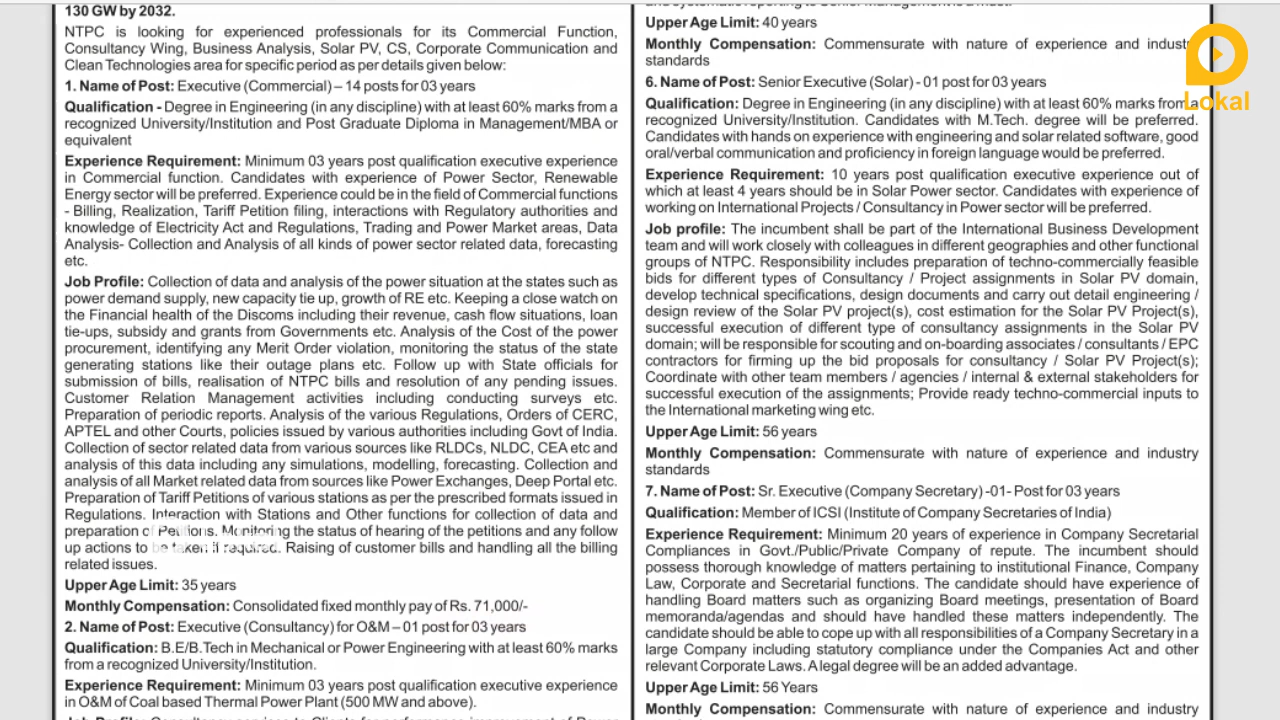 130 GW by 2032.
NTPC is looking for experienced professionals for its Commercial Function,
Consultancy Wing, Business Analysis, Solar PV, CS, Corporate Communication and
Clean Technologies area for specific period as per details given below:
1. Name of Post: Executive (Commercial) – 14 posts for 03 years
Qualification - Degree in Engineering (in any discipline) with at least 60% marks from a
recognized University/Institution and Post Graduate Diploma in Management/MBA or
equivalent
Experience Requirement: Minimum 03 years post qualification executive experience
in Commercial function. Candidates with experience of Power Sector, Renewable
Energy sector will be preferred. Experience could be in the field of Commercial functions
- Billing, Realization, Tariff Petition filing, interactions with Regulatory authorities and
knowledge of Electricity Act and Regulations, Trading and Power Market areas, Data
Analysis- Collection and Analysis of all kinds of power sector related data, forecasting
etc.
Job Profile: Collection of data and analysis of the power situation at the states such as
power demand supply, new capacity tie up, growth of RE etc. Keeping a close watch on
the Financial health of the Discoms including their revenue, cash flow situations, loan
tie-ups, subsidy and grants from Governments etc. Analysis of the Cost of the power
procurement, identifying any Merit Order violation, monitoring the status of the state
generating stations like their outage plans etc. Follow up with State officials for
submission of bills, realisation of NTPC bills and resolution of any pending issues.
Customer Relation Management activities including conducting surveys etc.
Preparation of periodic reports. Analysis of the various Regulations, Orders of CERC,
APTEL and other Courts, policies issued by various authorities including Govt of India.
Collection of sector related data from various sources like RLDCs, NLDC, CEA etc and
analysis of this data including any simulations, modelling, forecasting. Collection and
analysis of all Market related data from sources like Power Exchanges, Deep Portal etc.
Preparation of Tariff Petitions of various stations as per the prescribed formats issued in
Regulations. Interaction with Stations and Other functions for collection of data and
preparation of Petitions. Monitoring the status of hearing of the petitions and any follow
up actions to be taken if required. Raising of customer bills and handling all the billing
related issues.
Upper Age Limit: 35 years
Monthly Compensation: Consolidated fixed monthly pay of Rs. 71,000/-
2. Name of Post: Executive (Consultancy) for O&M – 01 post for 03 years
Qualification: B.E/B.Tech in Mechanical or Power Engineering with at least 60% marks
from a recognized University/Institution.
Experience Requirement: Minimum 03 years post qualification executive experience
in O&M of Coal based Thermal Power Plant (500 MW and above).
Job Profile: Consultancy services to Clients for performance improvement of Power
and systematic reporting to Senior Management is a must.
Upper Age Limit: 40 years
Monthly Compensation: Commensurate with nature of experience and industry
standards
6. Name of Post: Senior Executive (Solar) - 01 post for 03 years
Qualification: Degree in Engineering (in any discipline) with at least 60% marks from a
recognized University/Institution. Candidates with M.Tech. degree will be preferred.
Candidates with hands on experience with engineering and solar related software, good
oral/verbal communication and proficiency in foreign language would be preferred.
Experience Requirement: 10 years post qualification executive experience out of
which at least 4 years should be in Solar Power sector. Candidates with experience of
working on International Projects / Consultancy in Power sector will be preferred.
Job profile: The incumbent shall be part of the International Business Development
team and will work closely with colleagues in different geographies and other functional
groups of NTPC. Responsibility includes preparation of techno-commercially feasible
bids for different types of Consultancy / Project assignments in Solar PV domain,
develop technical specifications, design documents and carry out detail engineering /
design review of the Solar PV project(s), cost estimation for the Solar PV Project(s),
successful execution of different type of consultancy assignments in the Solar PV
domain; will be responsible for scouting and on-boarding associates / consultants / EPC
contractors for firming up the bid proposals for consultancy / Solar PV Project(s);
Coordinate with other team members / agencies / internal & external stakeholders for
successful execution of the assignments; Provide ready techno-commercial inputs to
the International marketing wing etc.
Upper Age Limit: 56 years
Monthly Compensation: Commensurate with nature of experience and industry
standards
7. Name of Post: Sr. Executive (Company Secretary) -01- Post for 03 years
Qualification: Member of ICSI (Institute of Company Secretaries of India)
Experience Requirement: Minimum 20 years of experience in Company Secretarial
Compliances in Govt./Public/Private Company of repute. The incumbent should
possess thorough knowledge of matters pertaining to institutional Finance, Company
Law, Corporate and Secretarial functions. The candidate should have experience of
handling Board matters such as organizing Board meetings, presentation of Board
memoranda/agendas and should have handled these matters independently. The
candidate should be able to cope up with all responsibilities of a Company Secretary in a
large Company including statutory compliance under the Companies Act and other
relevant Corporate Laws. A legal degree will be an added advantage.
Upper Age Limit: 56 Years
Monthly Compensation: Commensurate with nature of experience and industry
Lokal